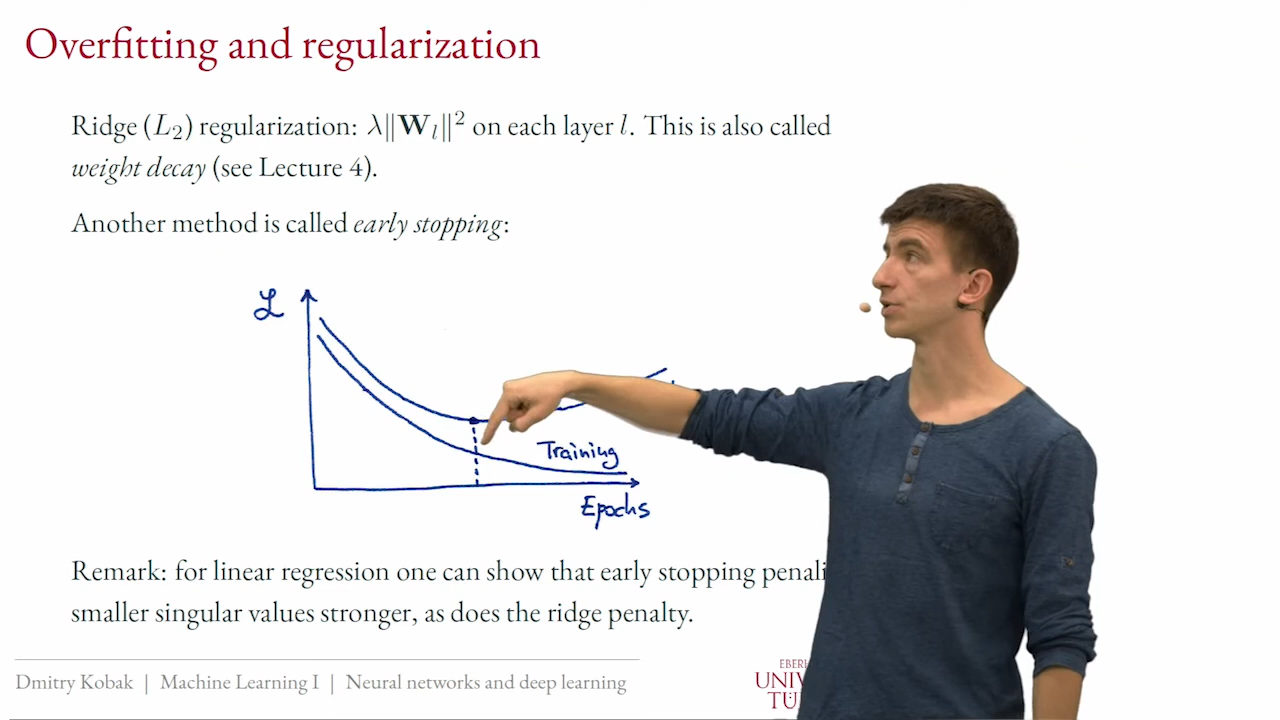 Overfitting and regularization
Ridge (L₂) regularization: λ‖W_l‖² on each layer l. This is also called
weight decay (see Lecture 4).
Another method is called early stopping:
ℒ
Training
Epochs
Remark: for linear regression one can show that early stopping
smaller singular values stronger, as does the ridge penalty.
Dmitry Kobak | Machine Learning I | Neural networks and deep learning